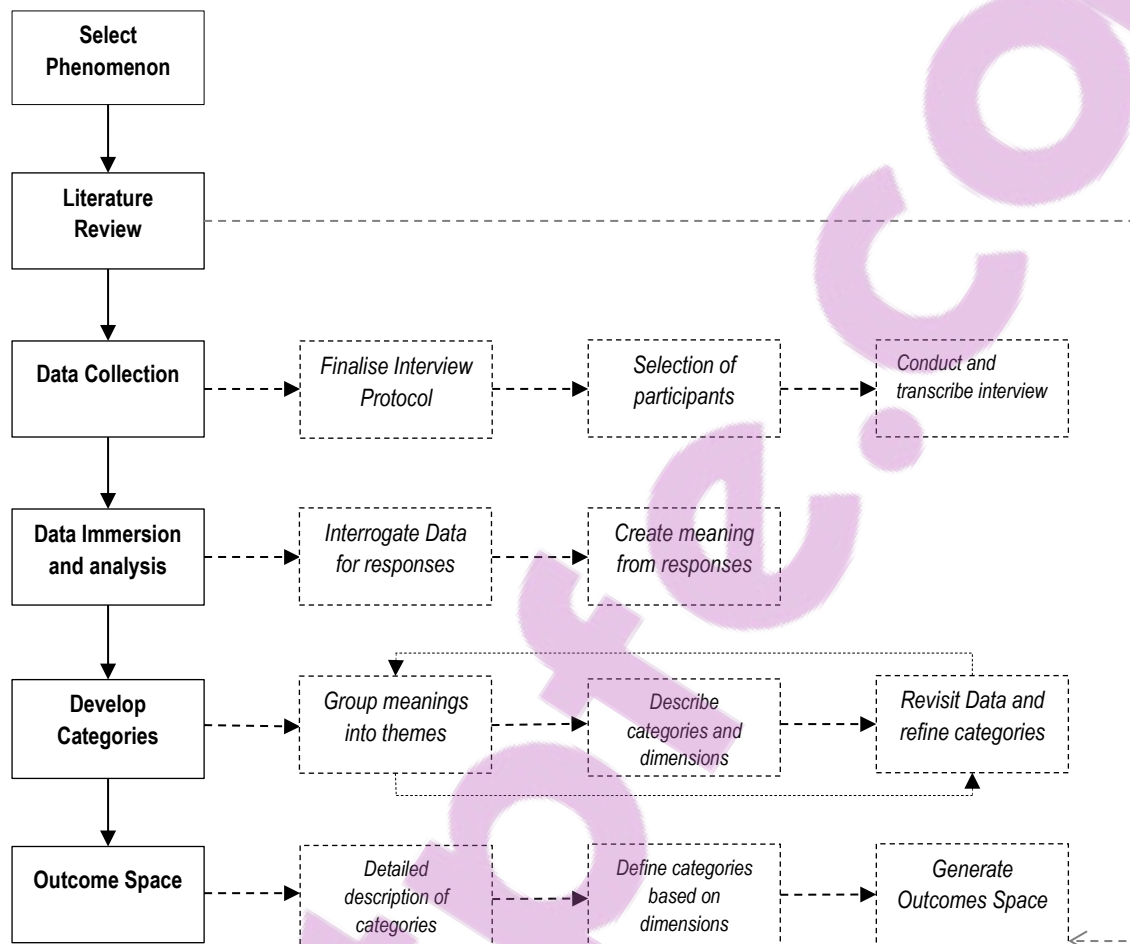 Select
Phenomenon
Literature
Review
Data Collection
Finalise Interview
Protocol
Selection of
participants
Conduct and
transcribe interview
Data Immersion
and analysis
Interrogate Data
for responses
Create meaning
from responses
Develop
Categories
Group meanings
into themes
Describe
categories and
dimensions
Revisit Data and
refine categories
Outcome Space
Detailed
description of
categories
Define categories
based on
dimensions
Generate
Outcomes Space
pfe.co